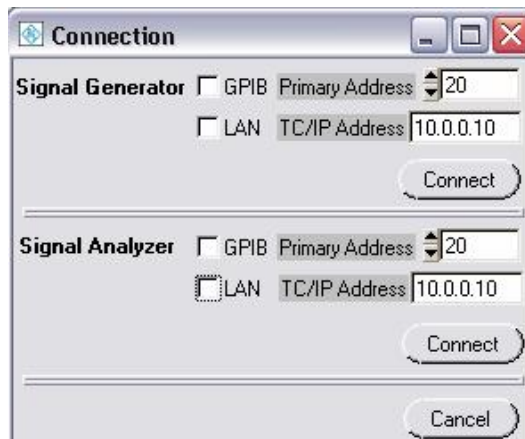 Connection
Signal Generator GPIB Primary Address 20
LAN TC/IP Address 10.0.0.10
Connect
Signal Analyzer GPIB Primary Address 20
LAN TC/IP Address 10.0.0.10
Connect
Cancel